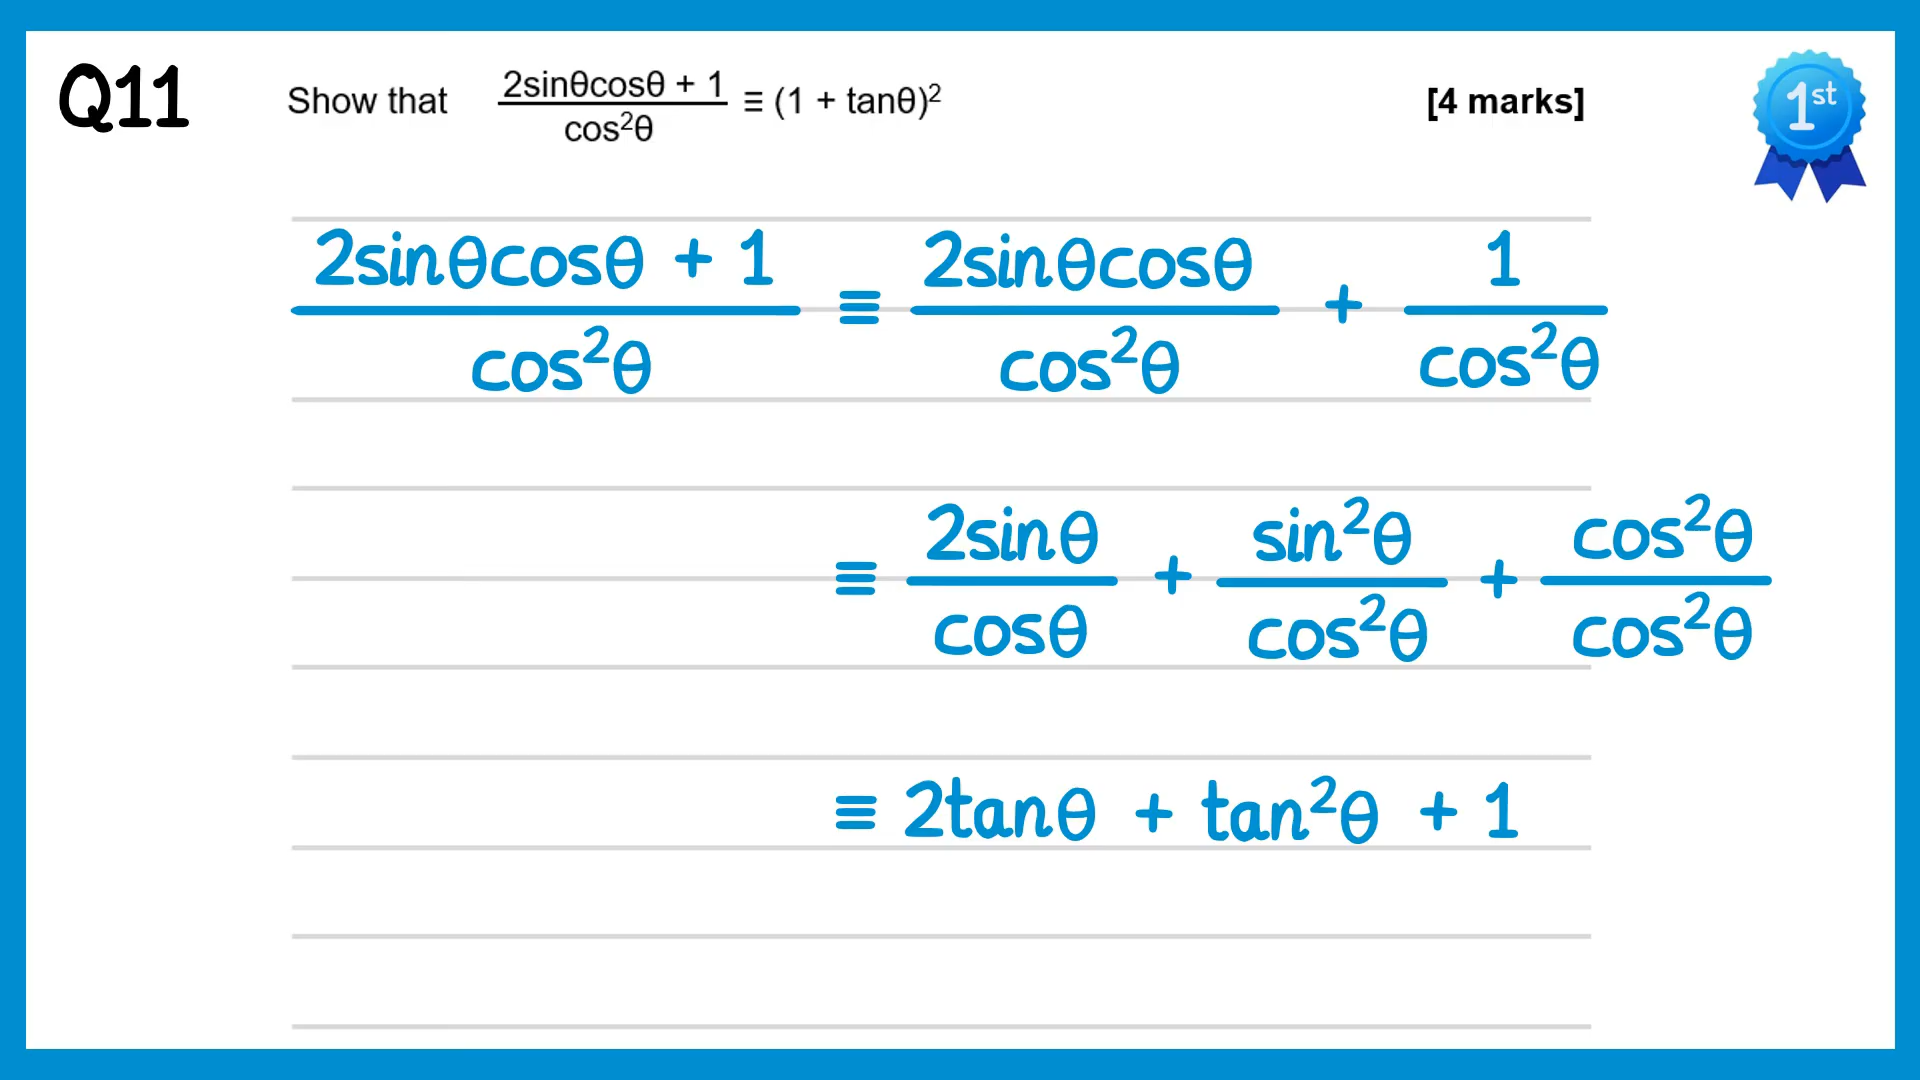 Q11
Show that (2sinθcosθ + 1)/(cos²θ) ≡ (1 + tanθ)²
[4 marks]
1st
(2sinθcosθ + 1)/(cos²θ) ≡ (2sinθcosθ)/(cos²θ) + 1/(cos²θ)
≡ (2sinθ)/(cosθ) + (sin²θ)/(cos²θ) + (cos²θ)/(cos²θ)
≡ 2tanθ + tan²θ + 1